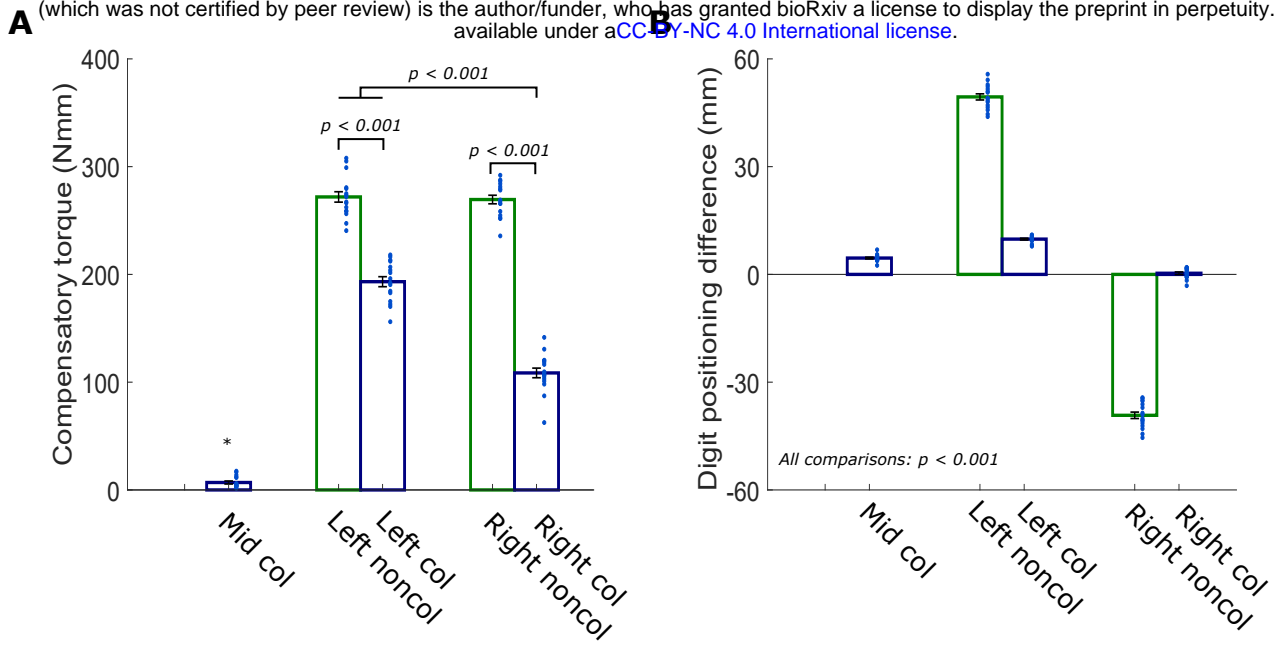 (which was not certified by peer review) is the author/funder, who has granted bioRxiv a license to display the preprint in perpetuity.
available under aCC-BY-NC 4.0 International license.
A
B
Compensatory torque (Nmm)
400
300
200
100
0
p < 0.001
p < 0.001
p < 0.001
*
Mid col
Left noncol
Left col
Right noncol
Right col
Digit positioning difference (mm)
60
30
0
-30
-60
All comparisons: p < 0.001
Mid col
Left noncol
Left col
Right noncol
Right col